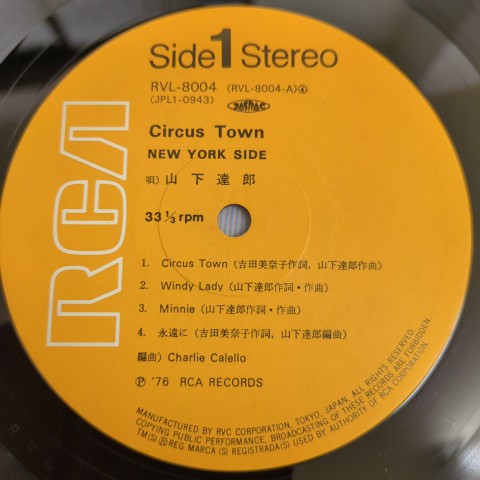 Side 1 Stereo
RVL-8004 (RVL-8004-A)④
(JPL1-0943) JASRAC
RCA
Circus Town
NEW YORK SIDE
唄)山下達郎
33 1/3 rpm
1. Circus Town (吉田美奈子作詞, 山下達郎作曲)
2. Windy Lady (山下達郎作詞・作曲)
3. Minnie (山下達郎作詞・作曲)
4. 永遠に (吉田美奈子作詞, 山下達郎編曲)
編曲) Charlie Calello
Ⓟ '76 RCA RECORDS
MANUFACTURED BY RVC CORPORATION, TOKYO, JAPAN, ALL RIGHTS RESERVED.
COPYING PUBLIC PERFORMANCE, BROADCASTING OF THESE RECORDS ARE FORBIDDEN.
TM(S) Ⓡ REG MARCA (S) REGISTRADA(S) USED BY AUTHORITY OF RCA CORPORATION.